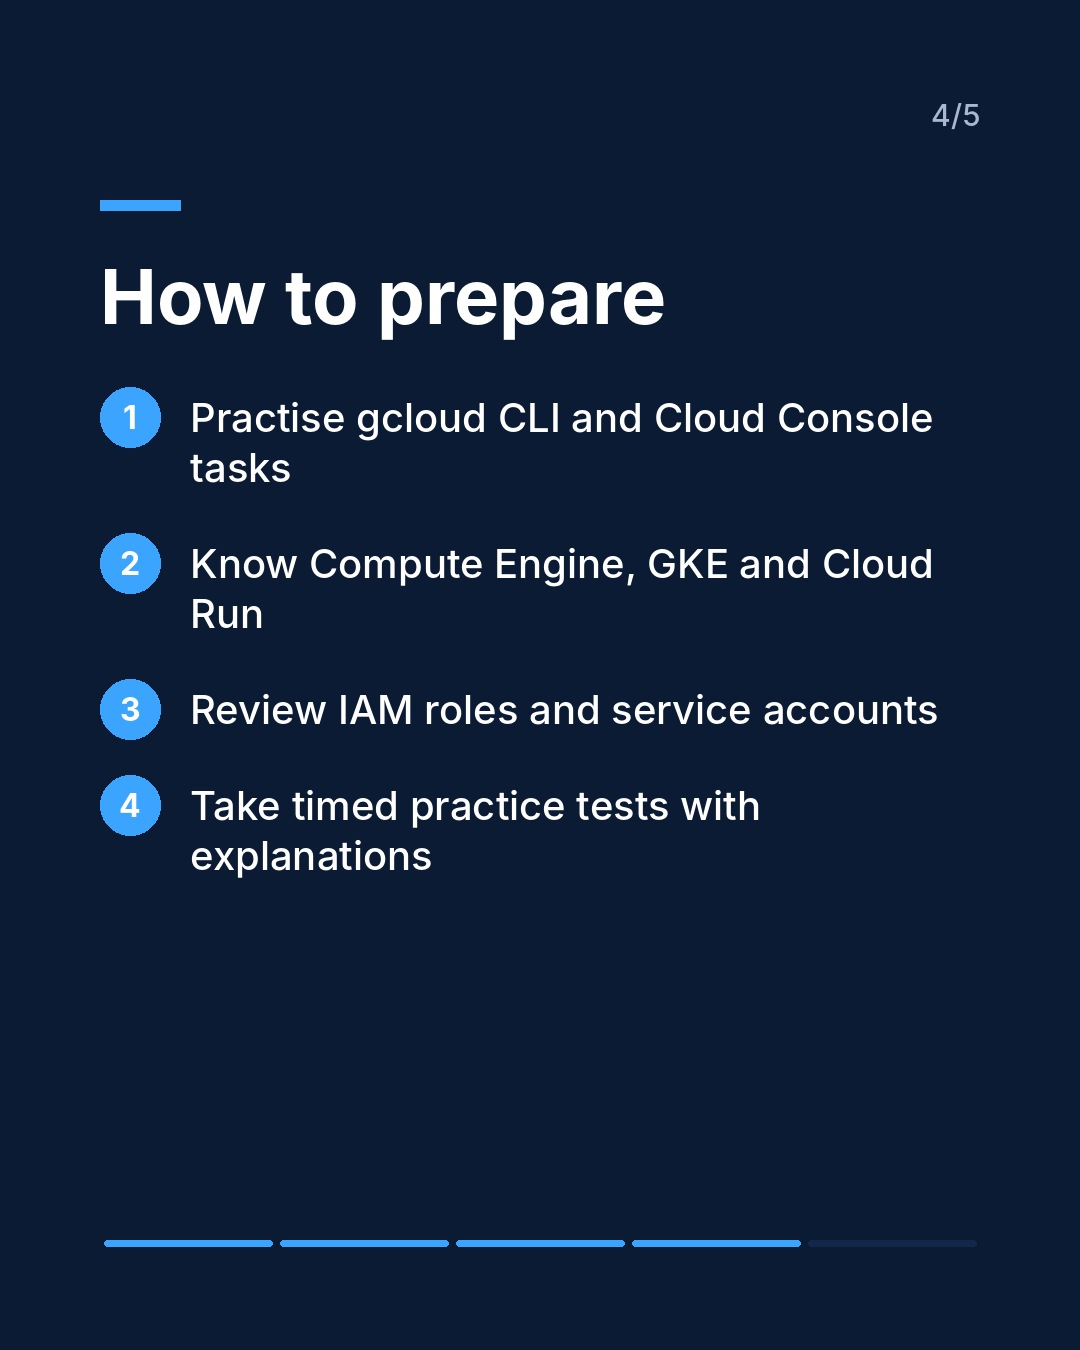 4/5
How to prepare
1 Practise gcloud CLI and Cloud Console
tasks
2 Know Compute Engine, GKE and Cloud
Run
3 Review IAM roles and service accounts
4 Take timed practice tests with
explanations